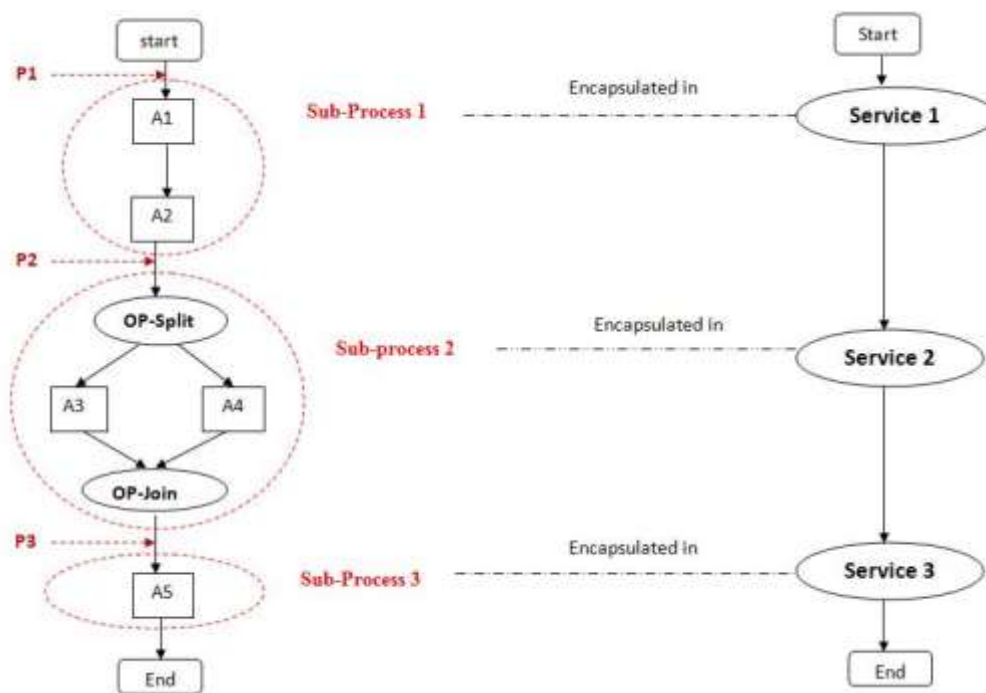 start
Start
P1
Encapsulated in
A1
Sub-Process 1
Service 1
A2
P2
OP-Split
Encapsulated in
Sub-process 2
Service 2
A3
A4
OP-Join
P3
Encapsulated in
Sub-Process 3
Service 3
A5
End
End